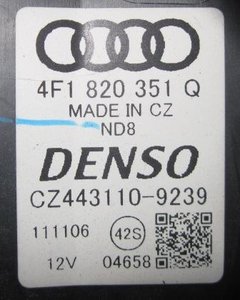 4F1 820 351 Q
MADE IN CZ
ND8
DENSO
CZ443110-9239
111106 42S
12V 04658